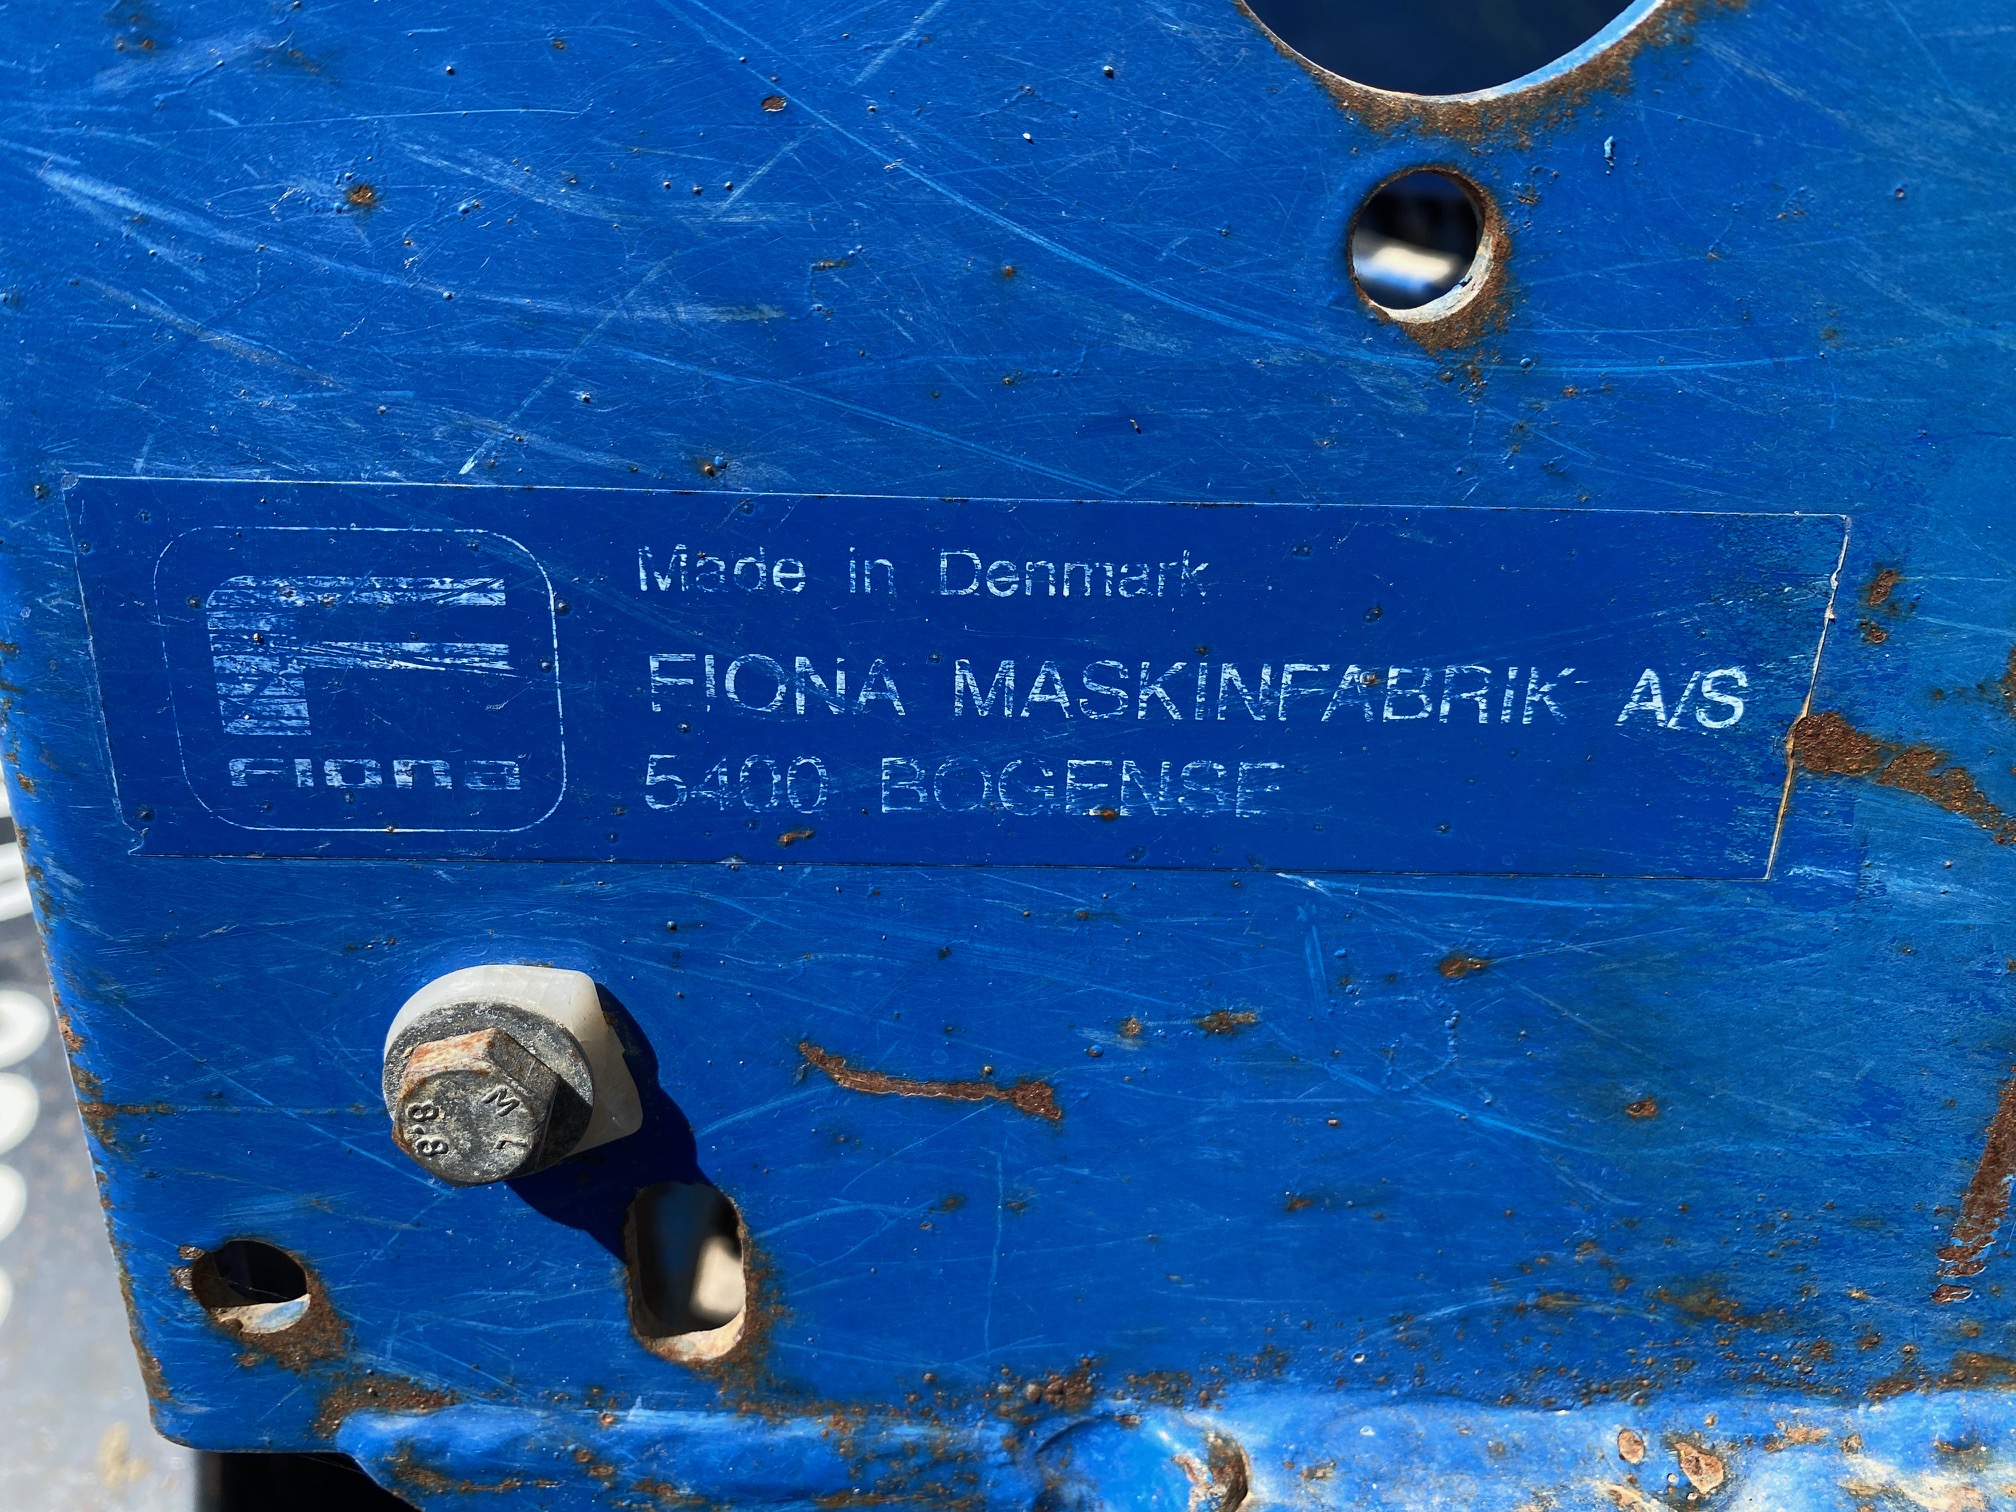 Made in Denmark
FIONA MASKINFABRIK A/S
5400 BOGENSE
F
Fiona
8.8
M